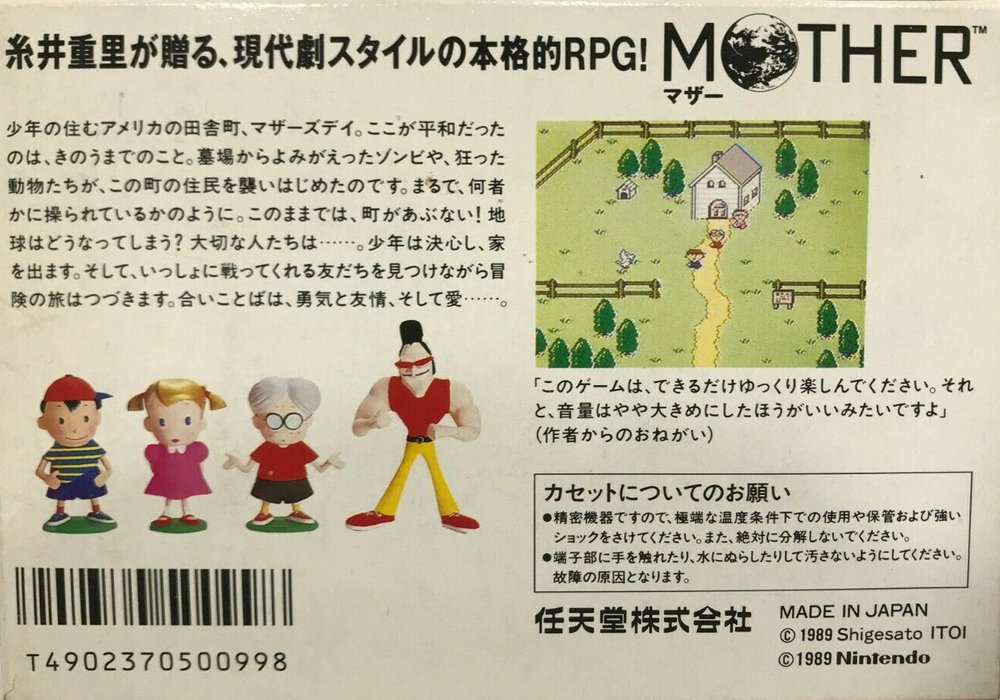 糸井重里が贈る、現代劇スタイルの本格的RPG!
MOTHER™
マザー
少年の住むアメリカの田舎町、マザーズデイ。ここが平和だった
のは、きのうまでのこと。墓場からよみがえったゾンビや、狂った
動物たちが、この町の住民を襲いはじめたのです。まるで、何者
かに操られているかのように。このままでは、町があぶない!地
球はどうなってしまう?大切な人たちは……。少年は決心し、家
を出ます。そして、いっしょに戦ってくれる友だちを見つけながら冒
険の旅はつづきます。合いことばは、勇気と友情、そして愛……。
「このゲームは、できるだけゆっくり楽しんでください。それ
と、音量はやや大きめにしたほうがいいみたいですよ」
(作者からのおねがい)
カセットについてのお願い
●精密機器ですので、極端な温度条件下での使用や保管および強い
ショックをさけてください。また、絶対に分解しないでください。
●端子部に手を触れたり、水にぬらしたりして汚さないようにしてください。
故障の原因となります。
任天堂株式会社
MADE IN JAPAN
© 1989 Shigesato ITOI
© 1989 Nintendo
T4902370500998